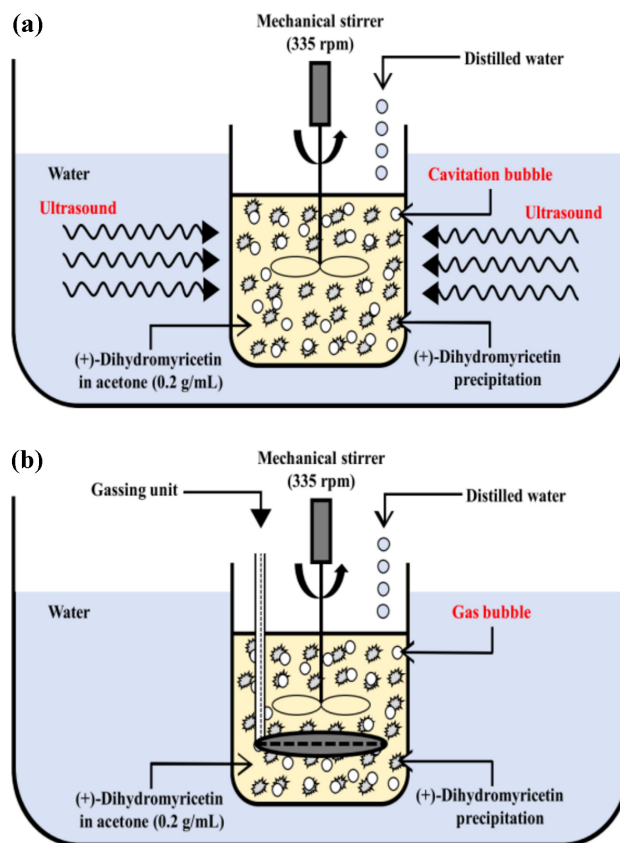 (a)
Mechanical stirrer
(335 rpm)
Distilled water
Water
Cavitation bubble
Ultrasound
Ultrasound
(+)-Dihydromyricetin
in acetone (0.2 g/mL)
(+)-Dihydromyricetin
precipitation
(b)
Mechanical stirrer
(335 rpm)
Gassing unit
Distilled water
Water
Gas bubble
(+)-Dihydromyricetin
in acetone (0.2 g/mL)
(+)-Dihydromyricetin
precipitation